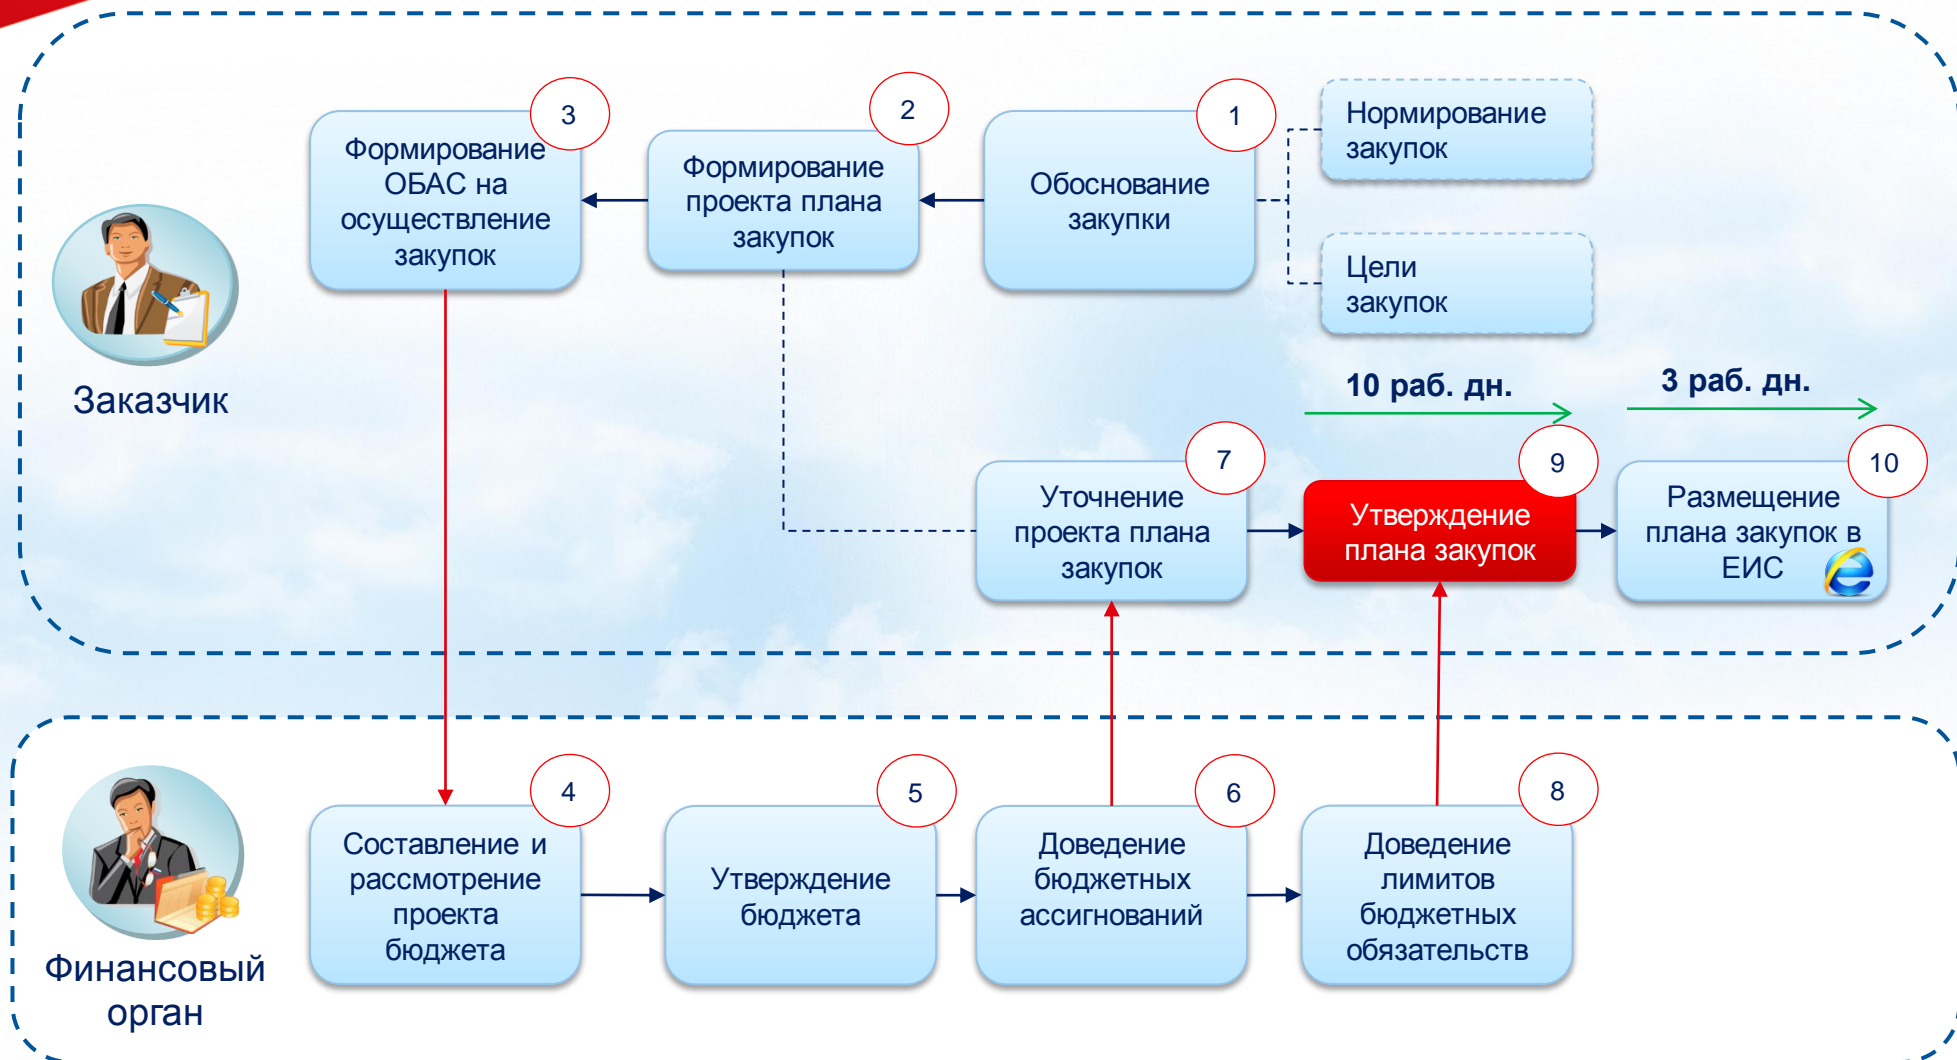 3
Формирование
ОБАС на
осуществление
закупок
2
Формирование
проекта плана
закупок
1
Обоснование
закупки
Нормирование
закупок
Цели
закупок
Заказчик
10 раб. дн.
3 раб. дн.
7
Уточнение
проекта плана
закупок
9
Утверждение
плана закупок
10
Размещение
плана закупок в
ЕИС
4
Составление и
рассмотрение
проекта
бюджета
5
Утверждение
бюджета
6
Доведение
бюджетных
ассигнований
8
Доведение
лимитов
бюджетных
обязательств
Финансовый
орган